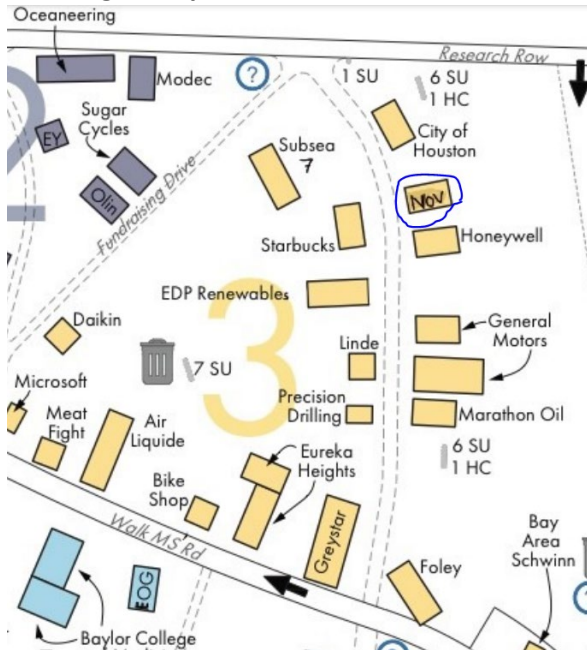 Oceaneering
Research Row
Modec
?
1 SU
6 SU
1 HC
Sugar
Cycles
EY
City of
Houston
Subsea
7
2
Olin
Fundraising Drive
Nov
Starbucks
Honeywell
EDP Renewables
3
Daikin
General
Motors
Linde
7 SU
Microsoft
Precision
Drilling
Marathon Oil
Meat
Fight
Air
Liquide
Eureka
Heights
6 SU
1 HC
Bike
Shop
Walk MS Rd
Greystar
Bay
Area
Schwinn
EOG
Foley
Baylor College